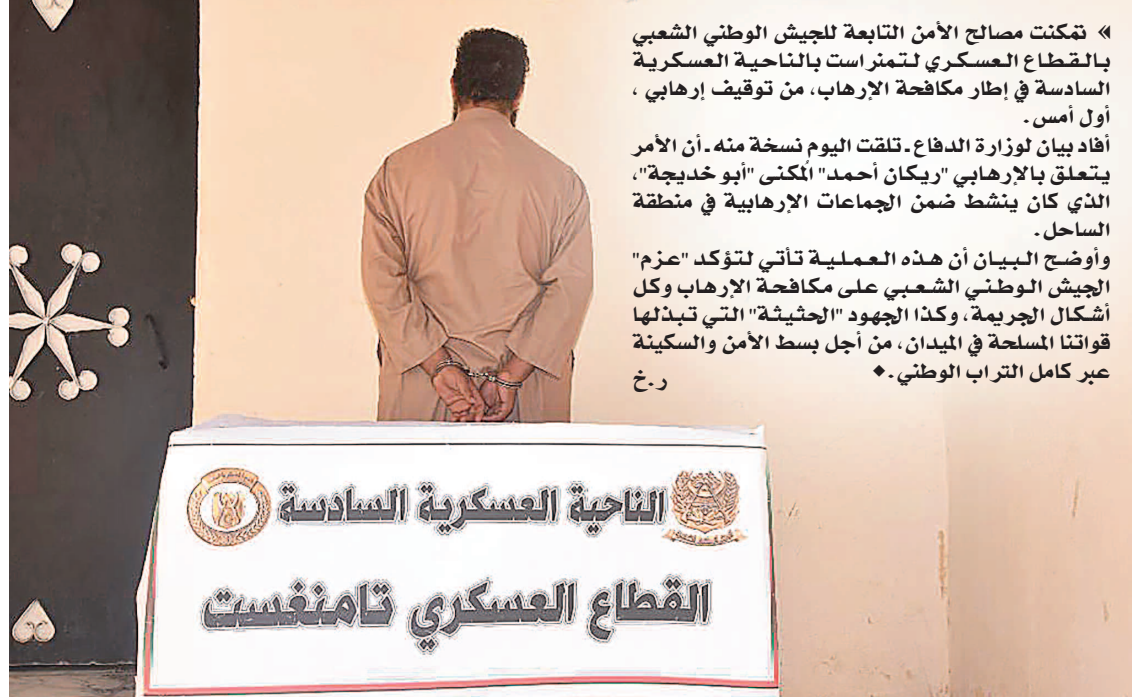 » تمكنت مصالح الأمن التابعة للجيش الوطني الشعبي
بالقطاع العسكري لتمنراست بالناحية العسكرية
السادسة في إطار مكافحة الإرهاب، من توقيف إرهابي ،
أول أمس.
أفاد بيان لوزارة الدفاع ـ تلقت اليوم نسخة منه ـ أن الأمر
يتعلق بالإرهابي "ريكان أحمد" المُكنى "أبو خديجة"،
الذي كان ينشط ضمن الجماعات الإرهابية في منطقة
الساحل.
وأوضح البيان أن هذه العملية تأتي لتؤكد "عزم"
الجيش الوطني الشعبي على مكافحة الإرهاب وكل
أشكال الجريمة، وكذا الجهود "الحثيثة" التي تبذلها
قواتنا المسلحة في الميدان، من أجل بسط الأمن والسكينة
عبر كامل التراب الوطني.◆
ر.خ
الناحية العسكرية السادسة
القطاع العسكري تامنغست